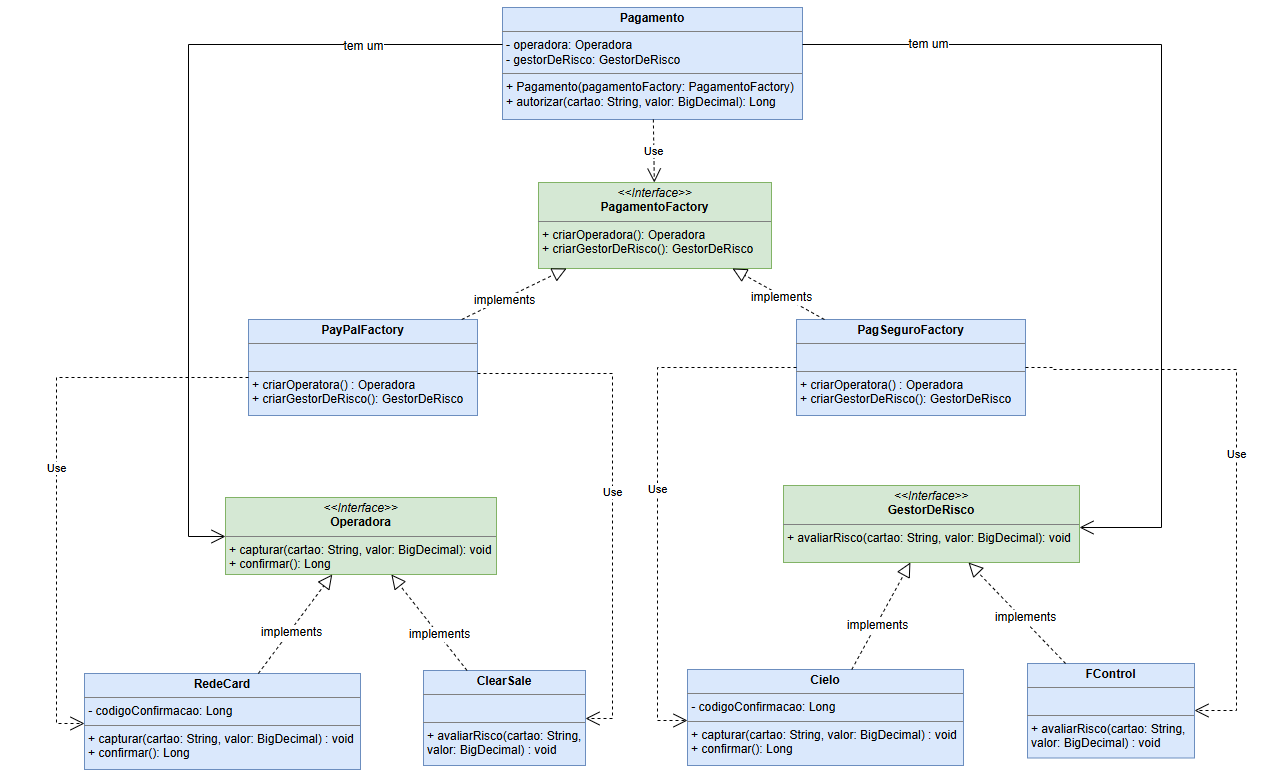 Pagamento
- operadora: Operadora
- gestorDeRisco: GestorDeRisco
+ Pagamento(pagamentoFactory: PagamentoFactory)
+ autorizar(cartao: String, valor: BigDecimal): Long
tem um
tem um
Use
<<Interface>>
PagamentoFactory
+ criarOperadora(): Operadora
+ criarGestorDeRisco(): GestorDeRisco
implements
implements
PayPalFactory
+ criarOperatora() : Operadora
+ criarGestorDeRisco(): GestorDeRisco
PagSeguroFactory
+ criarOperatora() : Operadora
+ criarGestorDeRisco(): GestorDeRisco
Use
Use
Use
Use
<<Interface>>
Operadora
+ capturar(cartao: String, valor: BigDecimal): void
+ confirmar(): Long
<<Interface>>
GestorDeRisco
+ avaliarRisco(cartao: String, valor: BigDecimal): void
implements
implements
implements
implements
RedeCard
- codigoConfirmacao: Long
+ capturar(cartao: String, valor: BigDecimal) : void
+ confirmar(): Long
ClearSale
+ avaliarRisco(cartao: String,
valor: BigDecimal) : void
Cielo
- codigoConfirmacao: Long
+ capturar(cartao: String, valor: BigDecimal) : void
+ confirmar(): Long
FControl
+ avaliarRisco(cartao: String,
valor: BigDecimal) : void